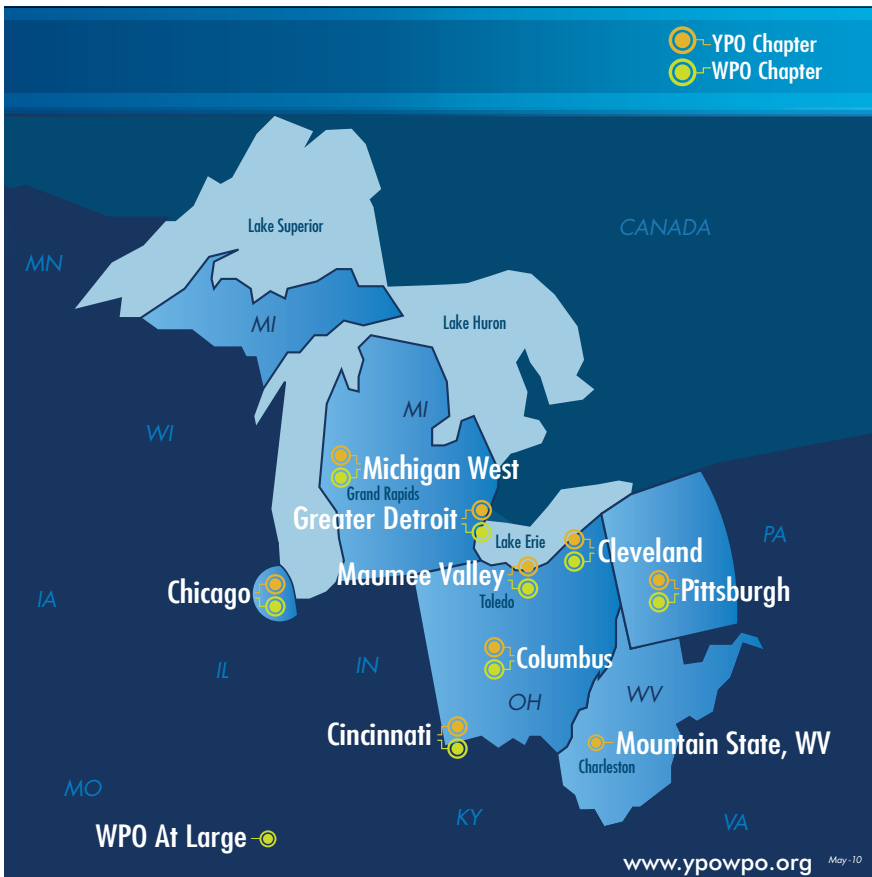 YPO Chapter
WPO Chapter
Lake Superior
CANADA
MN
Lake Huron
MI
MI
WI
Michigan West
Grand Rapids
Greater Detroit
Lake Erie
Cleveland
PA
Maumee Valley
Toledo
Pittsburgh
Chicago
IA
IL
IN
Columbus
OH
WV
Cincinnati
Mountain State, WV
Charleston
MO
KY
VA
WPO At Large
www.ypowpo.org
May-10